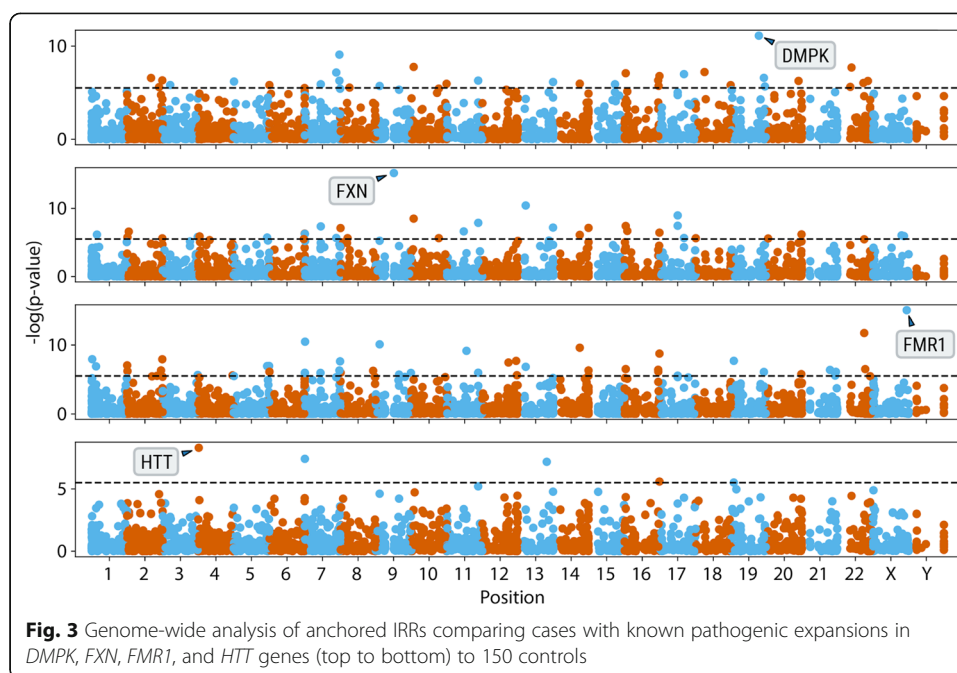 10
DMPK
0
FXN
10
0
-log(p-value)
10
FMR1
0
HTT
5
0
1 2 3 4 5 6 7 8 9 10 11 12 13 14 15 16 17 18 19 20 21 22 X Y
Position
Fig. 3 Genome-wide analysis of anchored IRRs comparing cases with known pathogenic expansions in
DMPK, FXN, FMR1, and HTT genes (top to bottom) to 150 controls